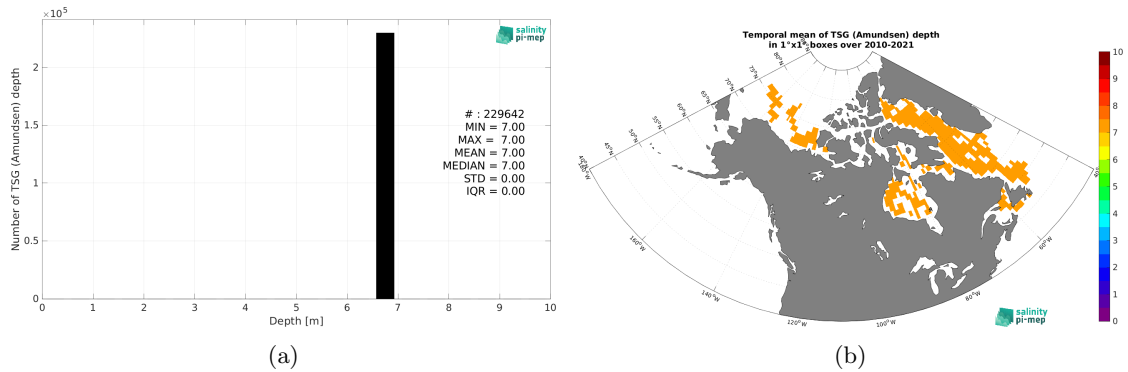 ×10⁵
salinity
pi-mep
2
1.5
1
0.5
0
Number of TSG (Amundsen) depth
# : 229642
MIN = 7.00
MAX = 7.00
MEAN = 7.00
MEDIAN = 7.00
STD = 0.00
IQR = 0.00
0 1 2 3 4 5 6 7 8 9 10
Depth [m]
(a)
Temporal mean of TSG (Amundsen) depth
in 1°x1° boxes over 2010-2021
80°N
75°N
70°N
65°N
60°N
55°N
50°N
45°N
160°W
140°W
120°W
100°W
80°W
60°W
10
9
8
7
6
5
4
3
2
1
0
salinity
pi-mep
(b)